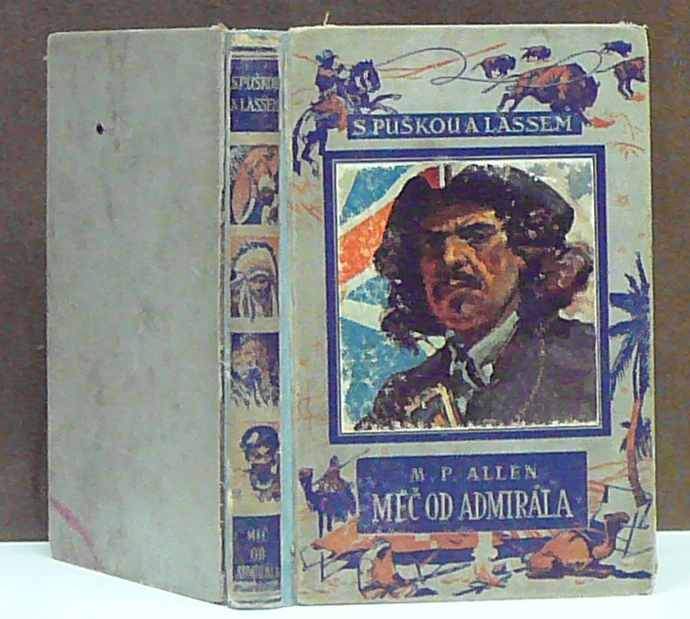 S PUŠKOU
A LASSEM
MEČ
OD
ADMIRÁLA
S PUŠKOU A LASSEM
M. P. ALLEN
MEČ OD ADMIRÁLA